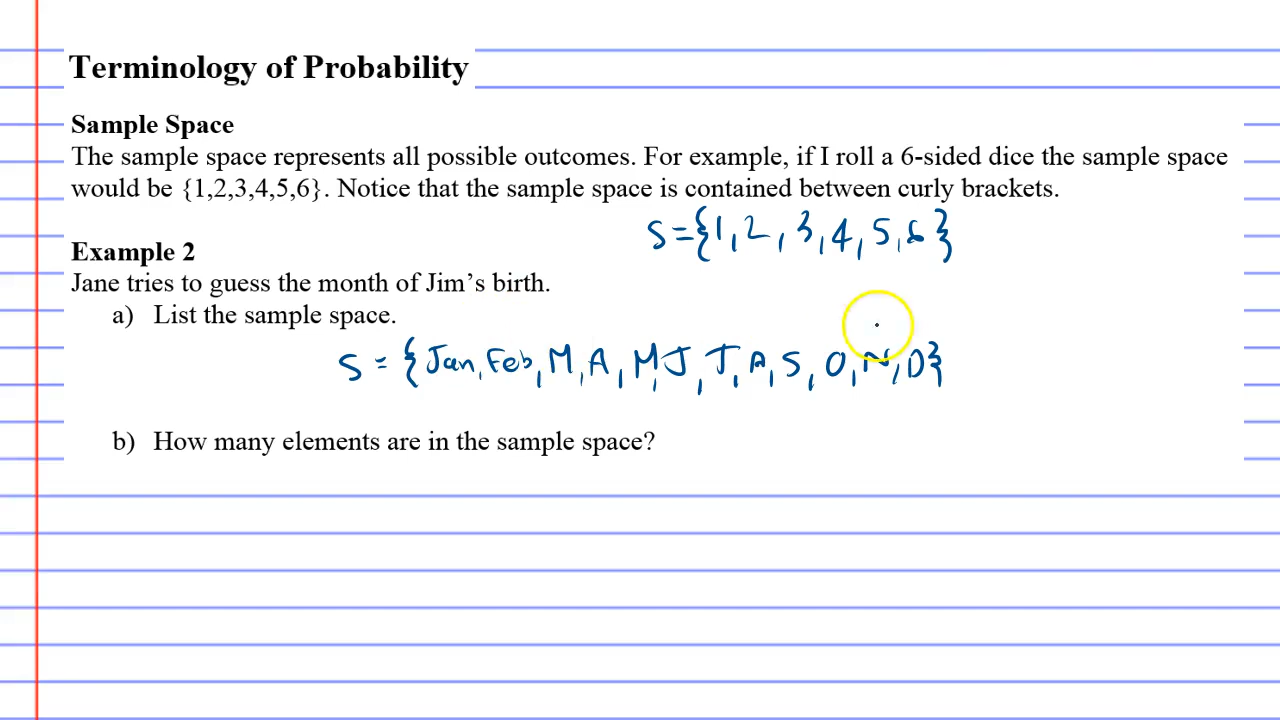 Terminology of Probability
Sample Space
The sample space represents all possible outcomes. For example, if I roll a 6-sided dice the sample space
would be {1,2,3,4,5,6}. Notice that the sample space is contained between curly brackets.
S={1,2,3,4,5,6}
Example 2
Jane tries to guess the month of Jim's birth.
a) List the sample space.
S = {Jan, Feb, M, A, M, J, J, A, S, O, N, D}
b) How many elements are in the sample space?